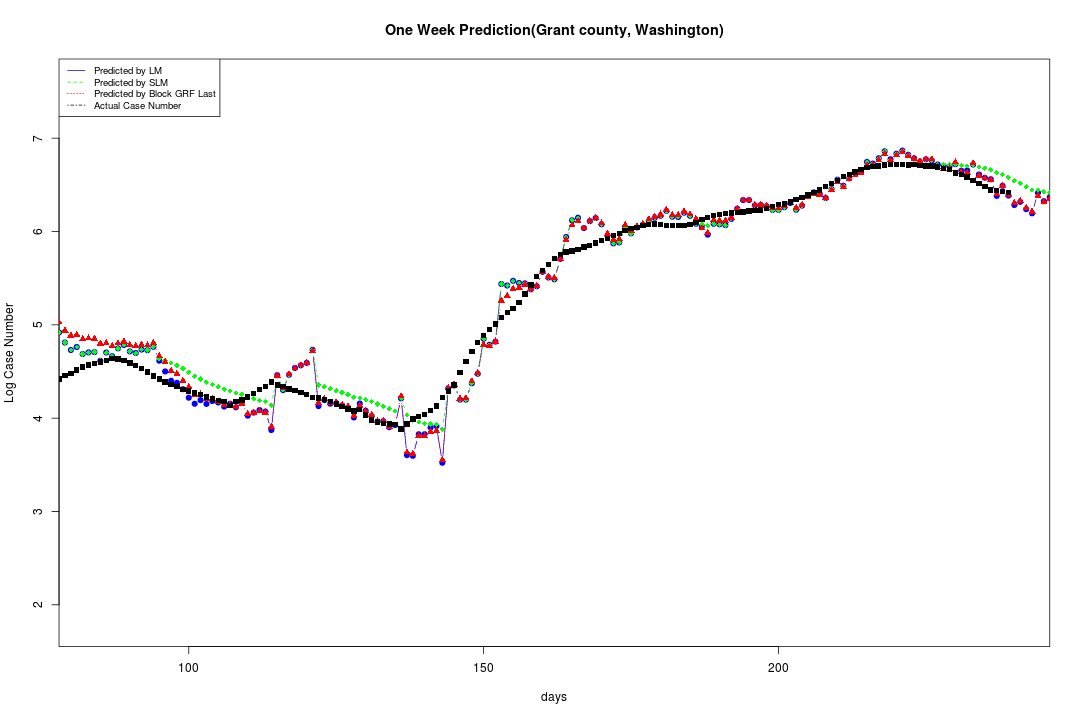 One Week Prediction(Grant county, Washington)
Predicted by LM
Predicted by SLM
Predicted by Block GRF Last
Actual Case Number
7
6
5
4
3
2
Log Case Number
100
150
200
days